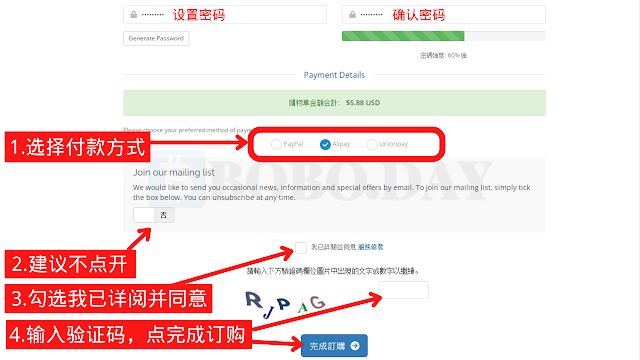 设置密码
确认密码
Generate Password
密碼強度: 60% 強
Payment Details
購物車金額合計： $5.88 USD
Please choose your preferred method of paym
1.选择付款方式
PayPal
Alipay
Unionpay
BOBO.DAY
Join our mailing list
We would like to send you occasional news, information and special offers by email. To join our mailing list, simply tick
the box below. You can unsubscribe at any time.
否
2.建议不点开
我已詳閱並同意 服務條款
請輸入下方驗證碼欄位圖片中出現的文字或數字以繼續。
3.勾选我已详阅并同意
RJPAG
4.输入验证码，点完成订购
完成訂購